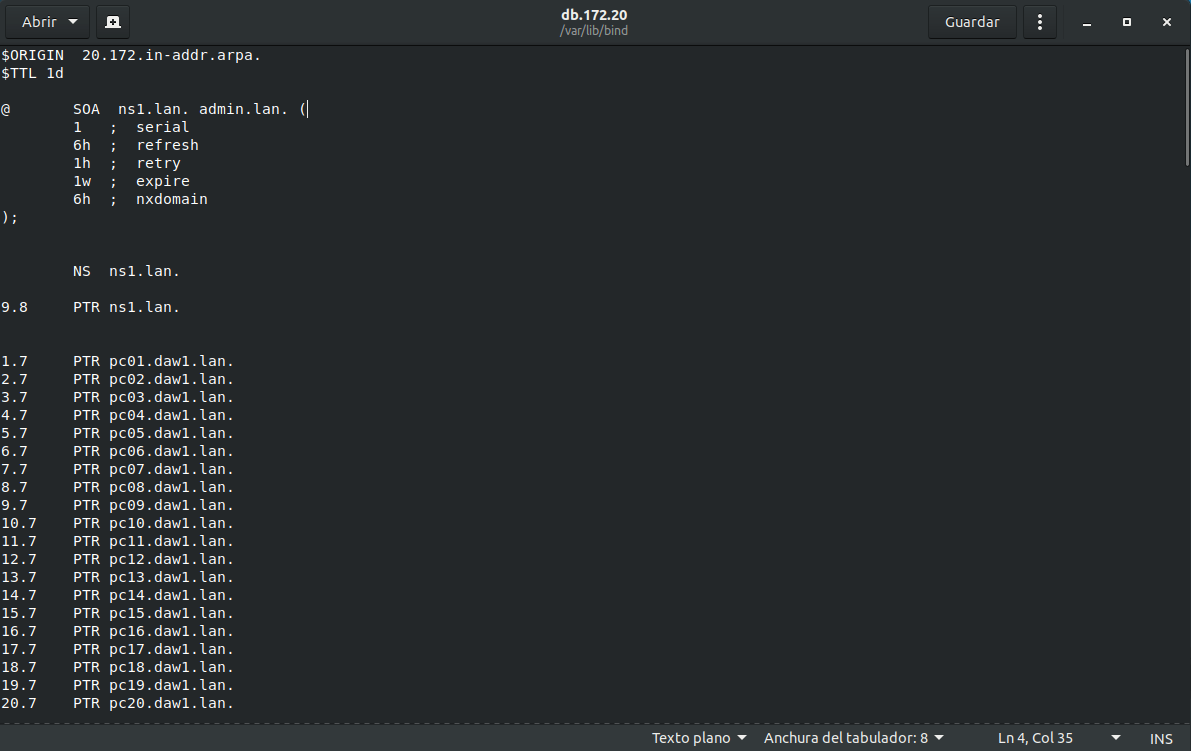 Abrir
db.172.20
/var/lib/bind
Guardar
$ORIGIN  20.172.in-addr.arpa.
$TTL 1d
@       SOA  ns1.lan. admin.lan. (
        1   ;  serial
        6h  ;  refresh
        1h  ;  retry
        1w  ;  expire
        6h  ;  nxdomain
);
        NS  ns1.lan.
9.8     PTR ns1.lan.
1.7     PTR pc01.daw1.lan.
2.7     PTR pc02.daw1.lan.
3.7     PTR pc03.daw1.lan.
4.7     PTR pc04.daw1.lan.
5.7     PTR pc05.daw1.lan.
6.7     PTR pc06.daw1.lan.
7.7     PTR pc07.daw1.lan.
8.7     PTR pc08.daw1.lan.
9.7     PTR pc09.daw1.lan.
10.7    PTR pc10.daw1.lan.
11.7    PTR pc11.daw1.lan.
12.7    PTR pc12.daw1.lan.
13.7    PTR pc13.daw1.lan.
14.7    PTR pc14.daw1.lan.
15.7    PTR pc15.daw1.lan.
16.7    PTR pc16.daw1.lan.
17.7    PTR pc17.daw1.lan.
18.7    PTR pc18.daw1.lan.
19.7    PTR pc19.daw1.lan.
20.7    PTR pc20.daw1.lan.
Texto plano  Anchura del tabulador: 8  Ln 4, Col 35  INS